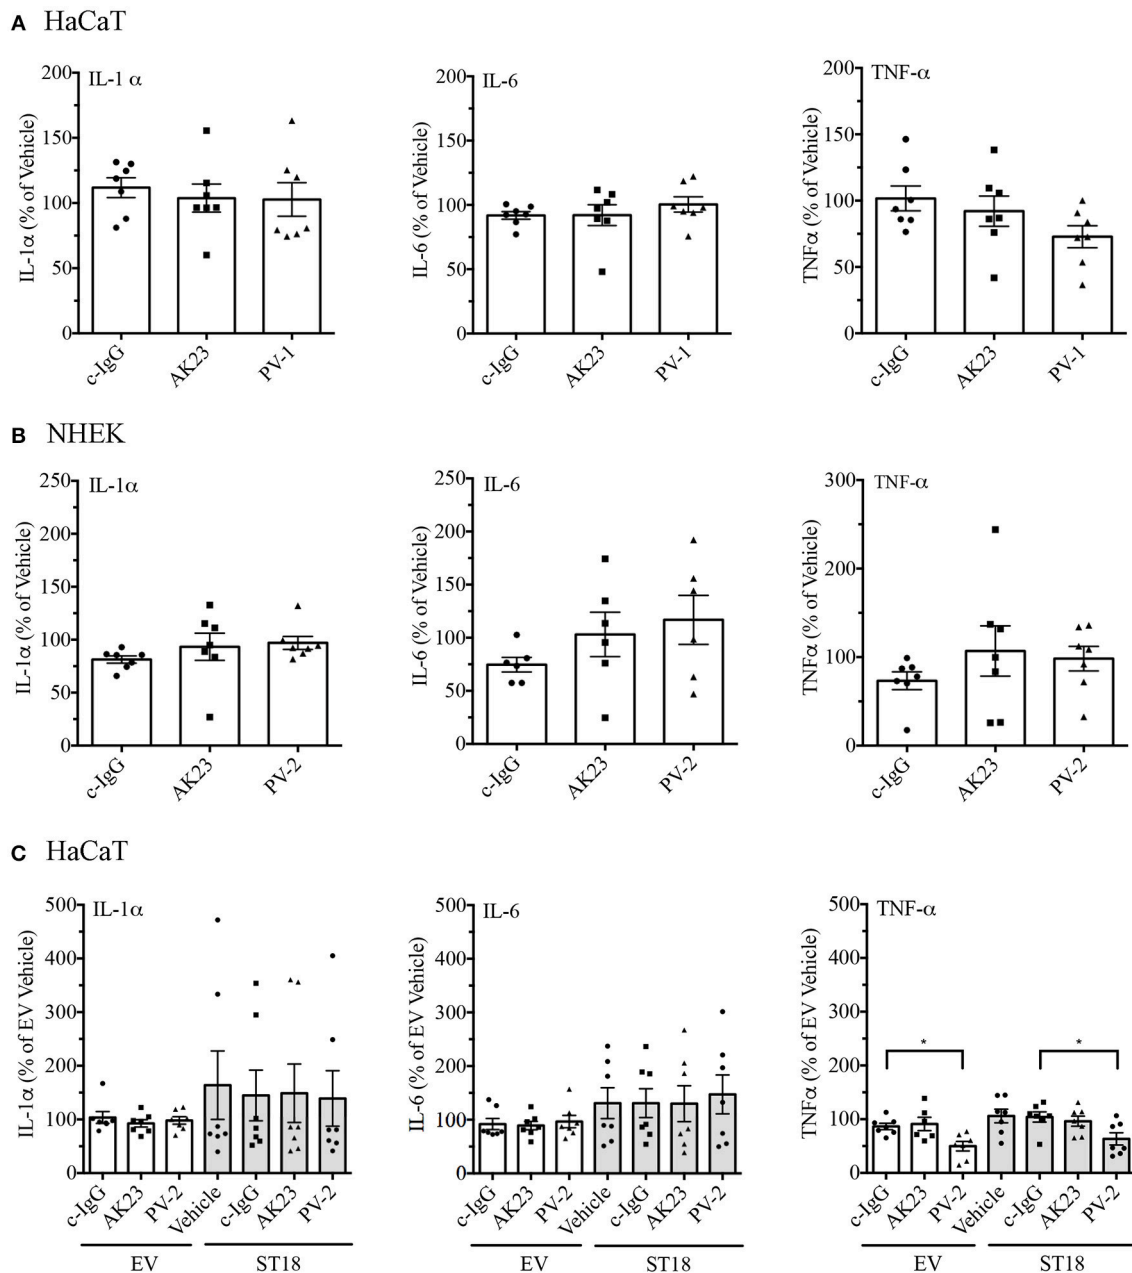 A HaCaT
IL-1 α
IL-1α (% of Vehicle)
200
150
100
50
0
c-IgG
AK23
PV-1
IL-6
IL-6 (% of Vehicle)
200
150
100
50
0
c-IgG
AK23
PV-1
TNF-α
TNFα (% of Vehicle)
200
150
100
50
0
c-IgG
AK23
PV-1
B NHEK
IL-1α
IL-1α (% of Vehicle)
250
200
150
100
50
0
c-IgG
AK23
PV-2
IL-6
IL-6 (% of Vehicle)
250
200
150
100
50
0
c-IgG
AK23
PV-2
TNF-α
TNFα (% of Vehicle)
300
200
100
0
c-IgG
AK23
PV-2
C HaCaT
IL-1α
IL-1α (% of EV Vehicle)
500
400
300
200
100
0
c-IgG
AK23
PV-2
Vehicle
c-IgG
AK23
PV-2
EV
ST18
IL-6
IL-6 (% of EV Vehicle)
500
400
300
200
100
0
c-IgG
AK23
PV-2
Vehicle
c-IgG
AK23
PV-2
EV
ST18
TNF-α
TNFα (% of EV Vehicle)
500
400
300
200
100
0
*
*
c-IgG
AK23
PV-2
Vehicle
c-IgG
AK23
PV-2
EV
ST18